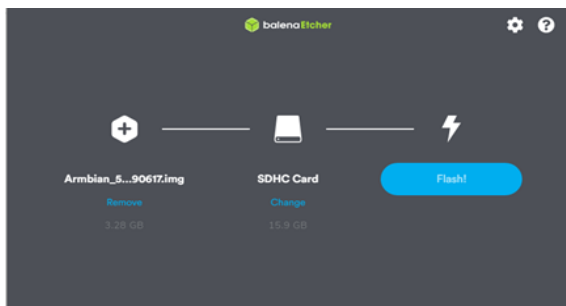 balenaEtcher
Armbian_5...90617.img
SDHC Card
Flash!
Remove
Change
3.28 GB
15.9 GB